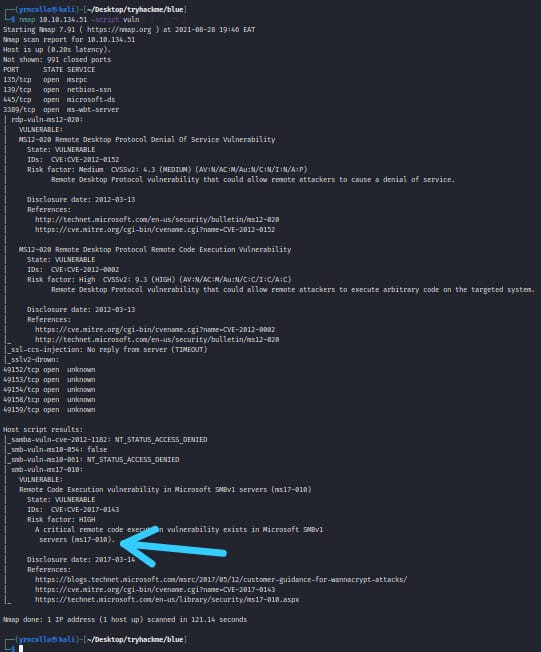 ┌──(yrncollo㉿kali)-[~/Desktop/tryhackme/blue]
└─$ nmap 10.10.134.51 -script vuln
Starting Nmap 7.91 ( https://nmap.org ) at 2021-08-28 19:46 EAT
Nmap scan report for 10.10.134.51
Host is up (0.20s latency).
Not shown: 991 closed ports
PORT      STATE SERVICE
135/tcp   open  msrpc
139/tcp   open  netbios-ssn
445/tcp   open  microsoft-ds
3389/tcp  open  ms-wbt-server
| rdp-vuln-ms12-020:
|   VULNERABLE:
|   MS12-020 Remote Desktop Protocol Denial Of Service Vulnerability
|     State: VULNERABLE
|     IDs:  CVE:CVE-2012-0152
|     Risk factor: Medium  CVSSv2: 4.3 (MEDIUM) (AV:N/AC:M/Au:N/C:N/I:N/A:P)
|           Remote Desktop Protocol vulnerability that could allow remote attackers to cause a denial of service.
|
|     Disclosure date: 2012-03-13
|     References:
|       http://technet.microsoft.com/en-us/security/bulletin/ms12-020
|       https://cve.mitre.org/cgi-bin/cvename.cgi?name=CVE-2012-0152
|
|   MS12-020 Remote Desktop Protocol Remote Code Execution Vulnerability
|     State: VULNERABLE
|     IDs:  CVE:CVE-2012-0002
|     Risk factor: High  CVSSv2: 9.3 (HIGH) (AV:N/AC:M/Au:N/C:C/I:C/A:C)
|           Remote Desktop Protocol vulnerability that could allow remote attackers to execute arbitrary code on the targeted system.
|
|     Disclosure date: 2012-03-13
|     References:
|       https://cve.mitre.org/cgi-bin/cvename.cgi?name=CVE-2012-0002
|_      http://technet.microsoft.com/en-us/security/bulletin/ms12-020
|_ssl-ccs-injection: No reply from server (TIMEOUT)
|_sslv2-drown:
49152/tcp open  unknown
49153/tcp open  unknown
49154/tcp open  unknown
49158/tcp open  unknown
49159/tcp open  unknown
Host script results:
|_samba-vuln-cve-2012-1182: NT_STATUS_ACCESS_DENIED
|_smb-vuln-ms10-054: false
|_smb-vuln-ms10-061: NT_STATUS_ACCESS_DENIED
| smb-vuln-ms17-010:
|   VULNERABLE:
|   Remote Code Execution vulnerability in Microsoft SMBv1 servers (ms17-010)
|     State: VULNERABLE
|     IDs:  CVE:CVE-2017-0143
|     Risk factor: HIGH
|       A critical remote code execution vulnerability exists in Microsoft SMBv1
|        servers (ms17-010).
|
|     Disclosure date: 2017-03-14
|     References:
|       https://blogs.technet.microsoft.com/msrc/2017/05/12/customer-guidance-for-wannacrypt-attacks/
|       https://cve.mitre.org/cgi-bin/cvename.cgi?name=CVE-2017-0143
|_      https://technet.microsoft.com/en-us/library/security/ms17-010.aspx
Nmap done: 1 IP address (1 host up) scanned in 121.14 seconds
┌──(yrncollo㉿kali)-[~/Desktop/tryhackme/blue]
└─$